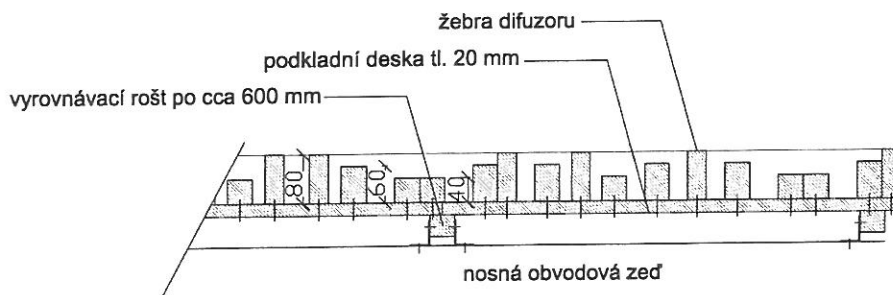 žebra difuzoru
podkladní deska tl. 20 mm
vyrovnávací rošt po cca 600 mm
80
60
40
nosná obvodová zeď